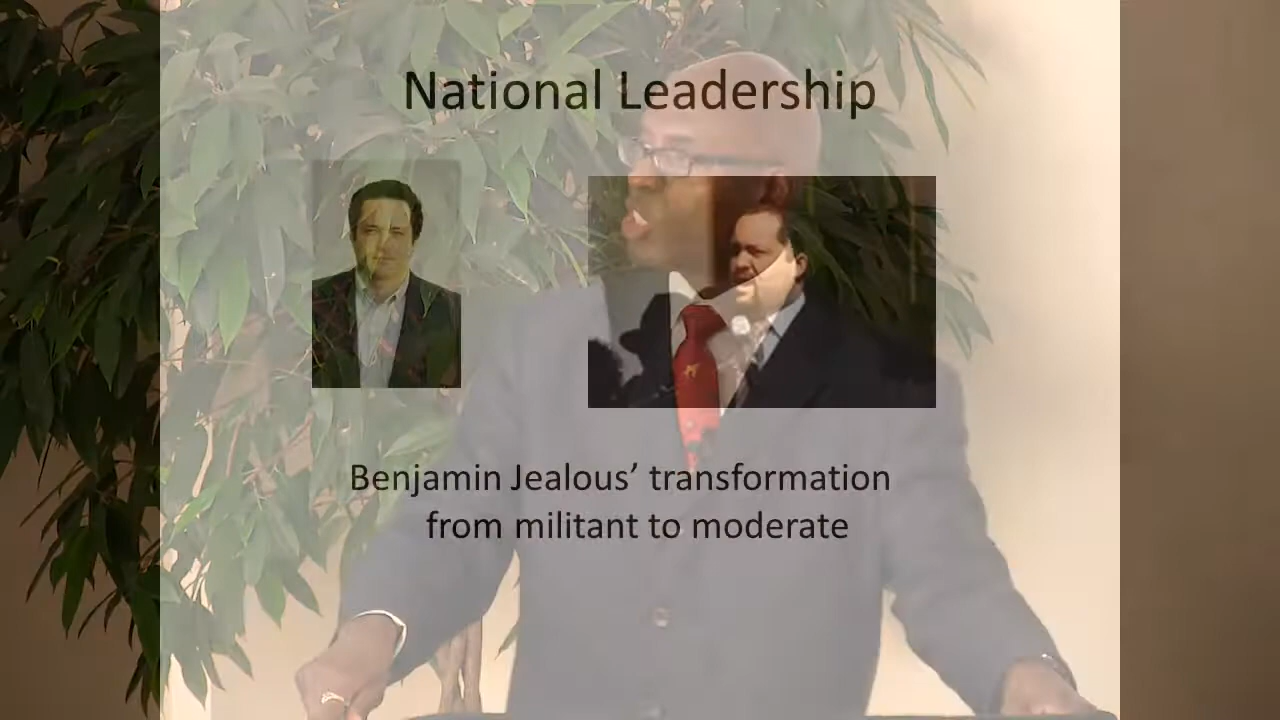 National Leadership
Benjamin Jealous’ transformation
from militant to moderate